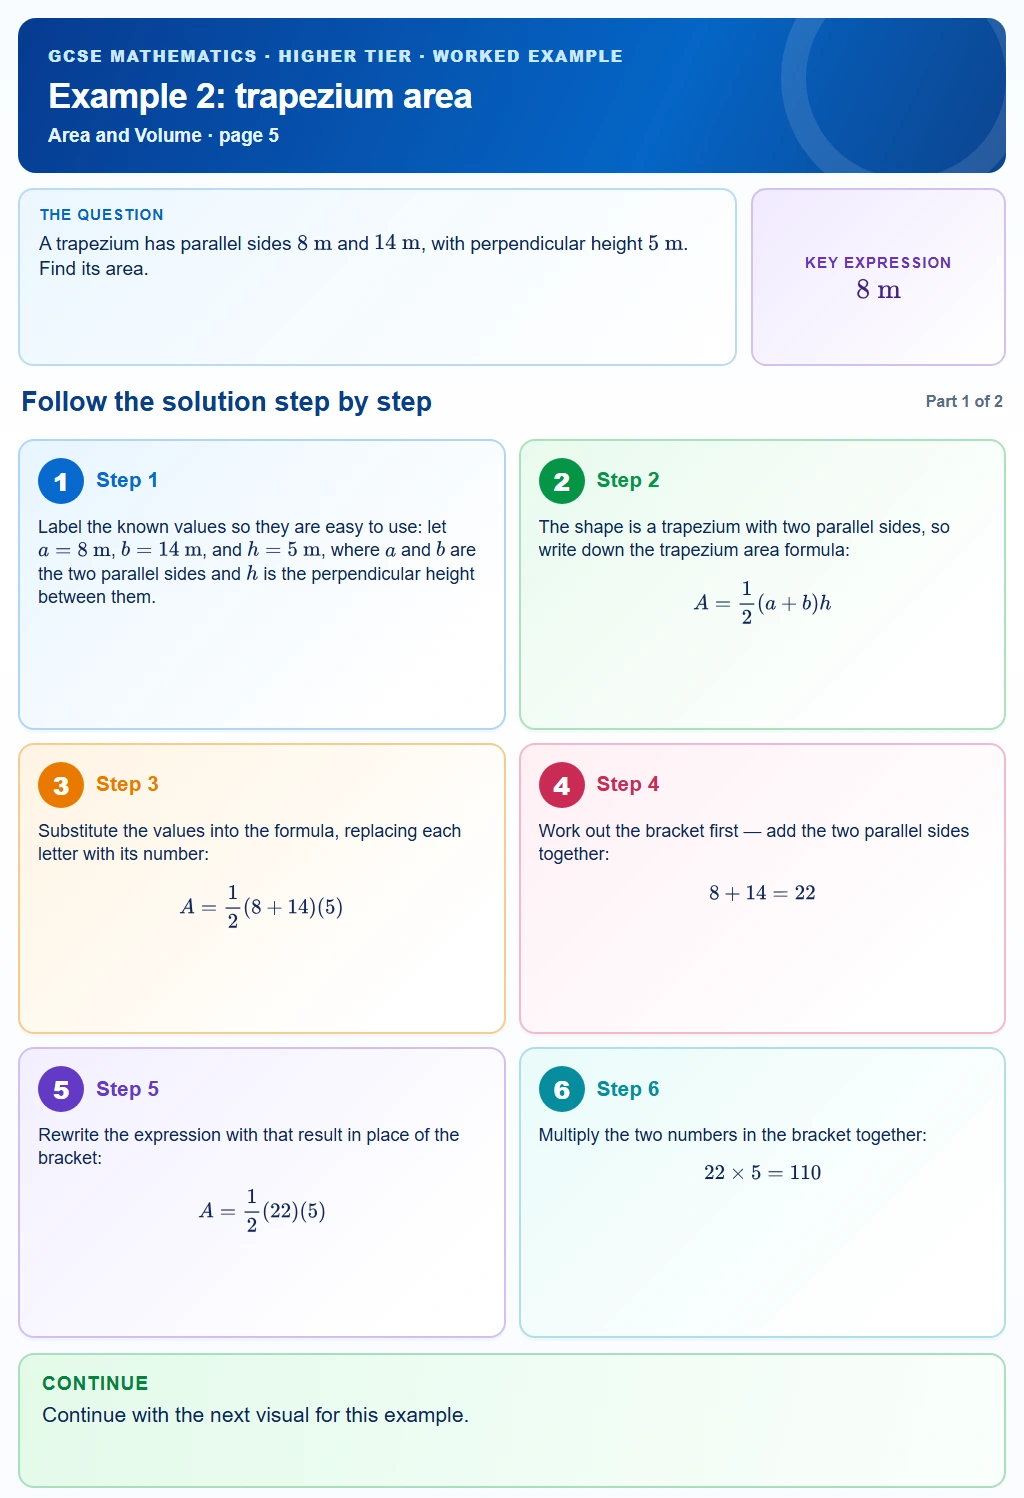 GCSE MATHEMATICS · HIGHER TIER · WORKED EXAMPLE
Example 2: trapezium area
Area and Volume · page 5
THE QUESTION
A trapezium has parallel sides 8 m and 14 m, with perpendicular height 5 m.
Find its area.
KEY EXPRESSION
8 m
Follow the solution step by step
Part 1 of 2
1 Step 1
Label the known values so they are easy to use: let
a = 8 m, b = 14 m, and h = 5 m, where a and b are
the two parallel sides and h is the perpendicular height
between them.
2 Step 2
The shape is a trapezium with two parallel sides, so
write down the trapezium area formula:
A = 1/2 (a + b)h
3 Step 3
Substitute the values into the formula, replacing each
letter with its number:
A = 1/2 (8 + 14)(5)
4 Step 4
Work out the bracket first — add the two parallel sides
together:
8 + 14 = 22
5 Step 5
Rewrite the expression with that result in place of the
bracket:
A = 1/2 (22)(5)
6 Step 6
Multiply the two numbers in the bracket together:
22 × 5 = 110
CONTINUE
Continue with the next visual for this example.